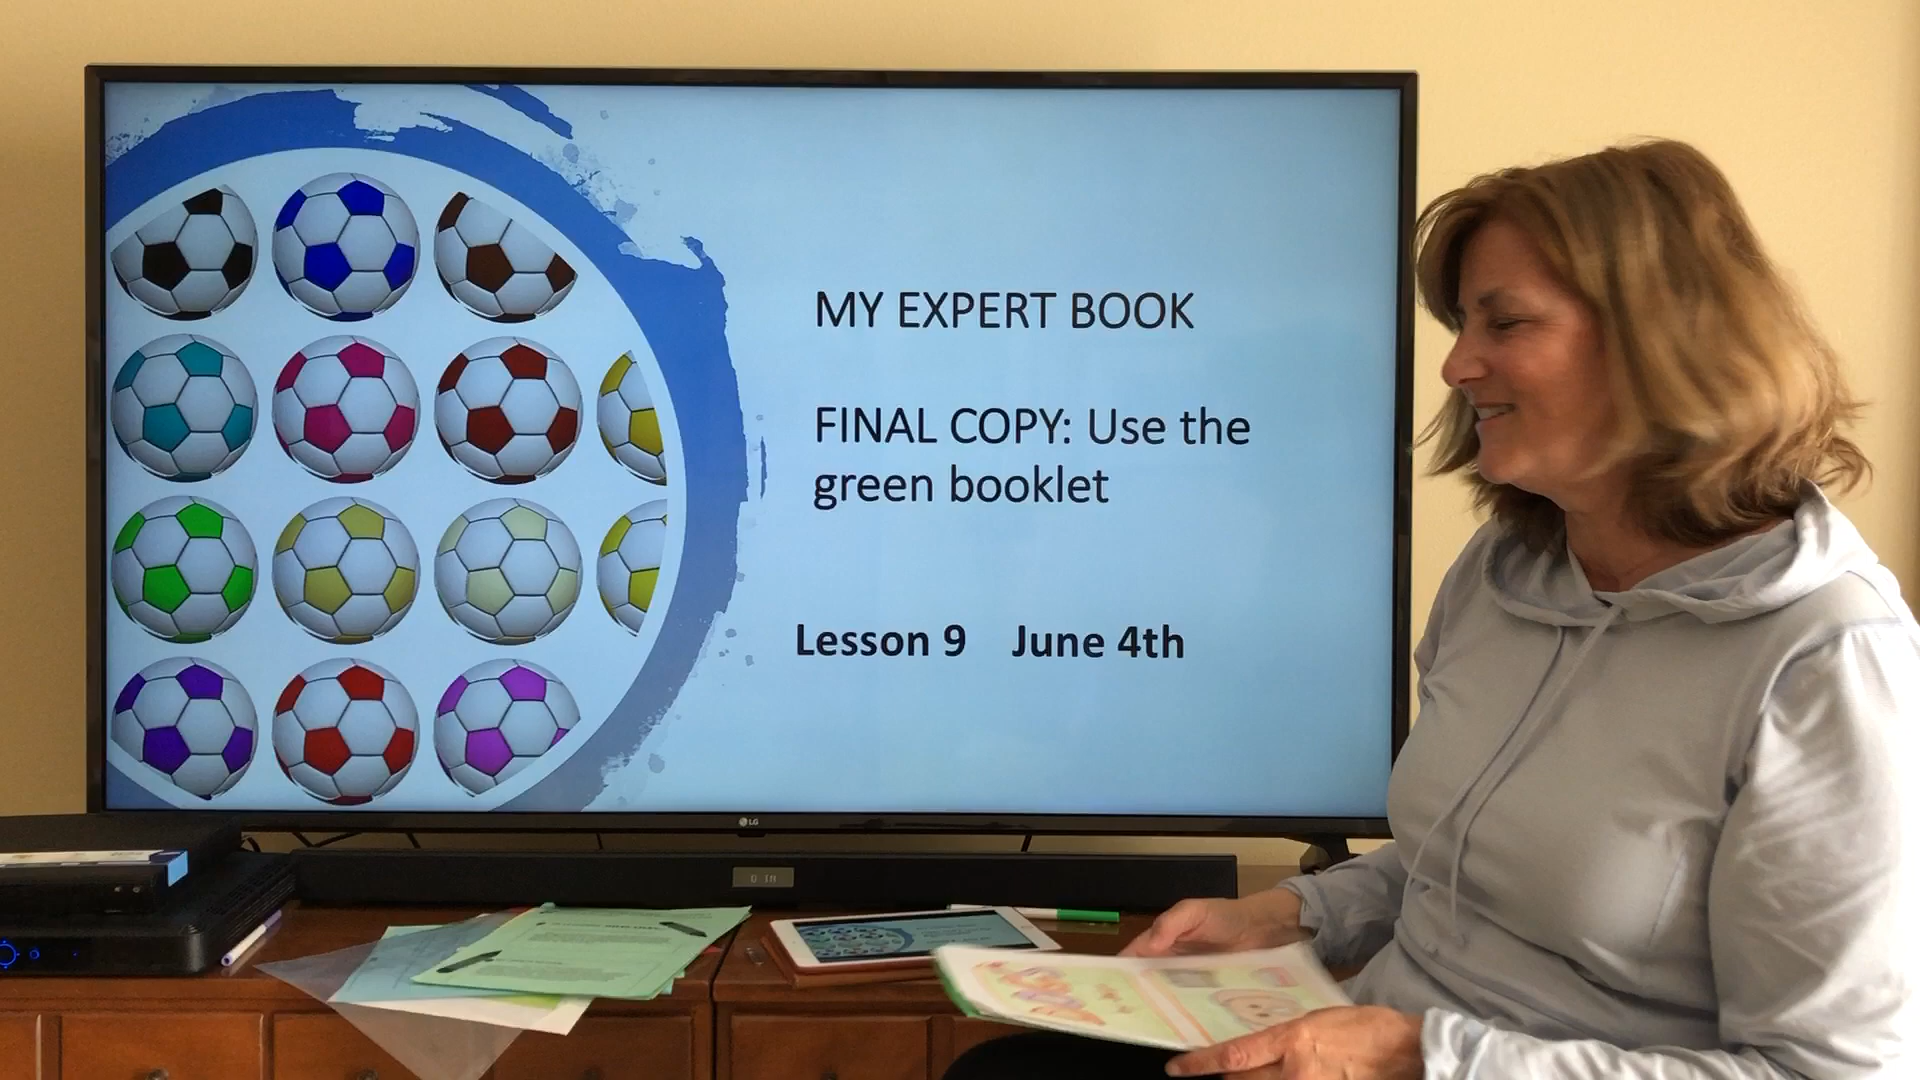 MY EXPERT BOOK
FINAL COPY: Use the
green booklet
Lesson 9 June 4th
LG